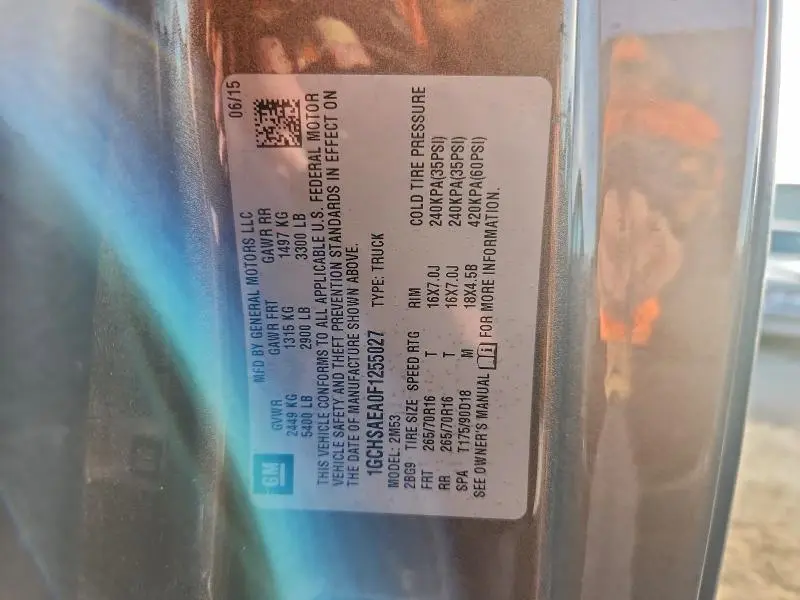 GM
MFD BY GENERAL MOTORS LLC
06/15
GVWR GAWR FRT GAWR RR
2449 KG 1315 KG 1497 KG
5400 LB 2900 LB 3300 LB
THIS VEHICLE CONFORMS TO ALL APPLICABLE U.S. FEDERAL MOTOR
VEHICLE SAFETY AND THEFT PREVENTION STANDARDS IN EFFECT ON
THE DATE OF MANUFACTURE SHOWN ABOVE.
1GCHSAEA0F1255027 TYPE: TRUCK
MODEL: 2M53
2BG9 TIRE SIZE SPEED RTG RIM COLD TIRE PRESSURE
FRT 265/70R16 T 16X7.0J 240KPA(35PSI)
RR 265/70R16 T 16X7.0J 240KPA(35PSI)
SPA T175/90D18 M 18X4.5B 420KPA(60PSI)
SEE OWNER'S MANUAL FOR MORE INFORMATION.